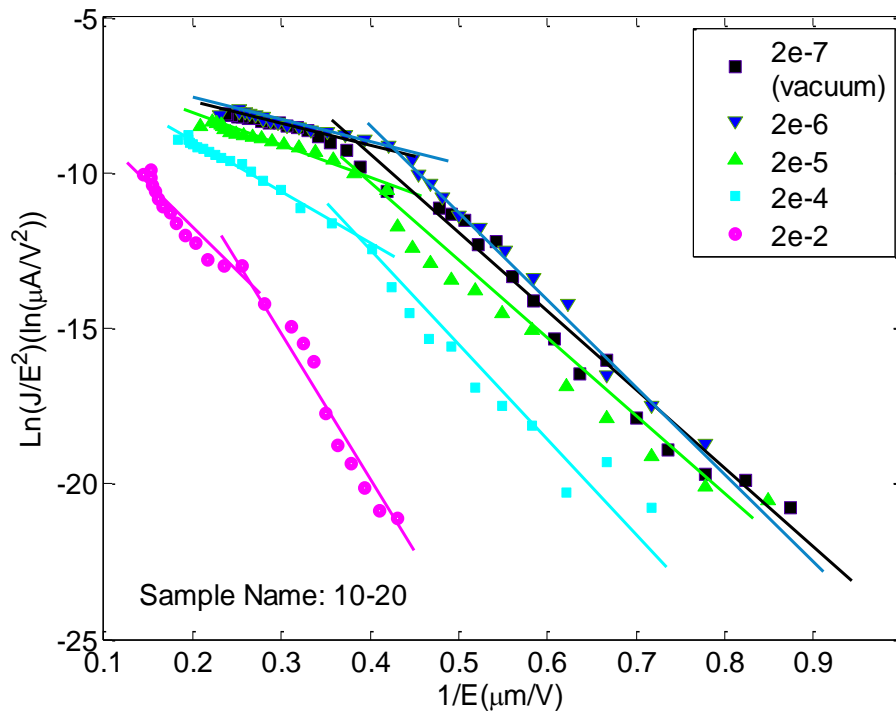 -5
-10
-15
-20
-25
Ln(J/E²)(ln(μA/V²))
2e-7
(vacuum)
2e-6
2e-5
2e-4
2e-2
Sample Name: 10-20
0.1 0.2 0.3 0.4 0.5 0.6 0.7 0.8 0.9
1/E(μm/V)